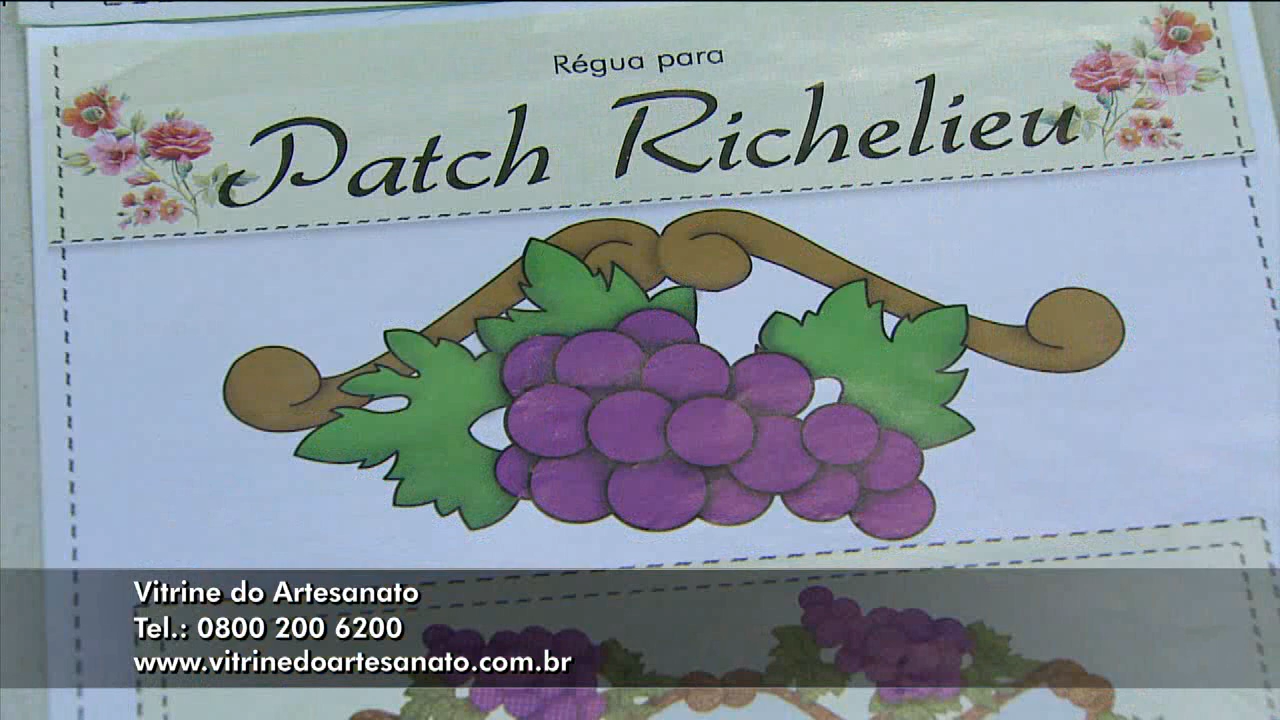 Régua para
Patch Richelieu
Vitrine do Artesanato
Tel.: 0800 200 6200
www.vitrinedoartesanato.com.br